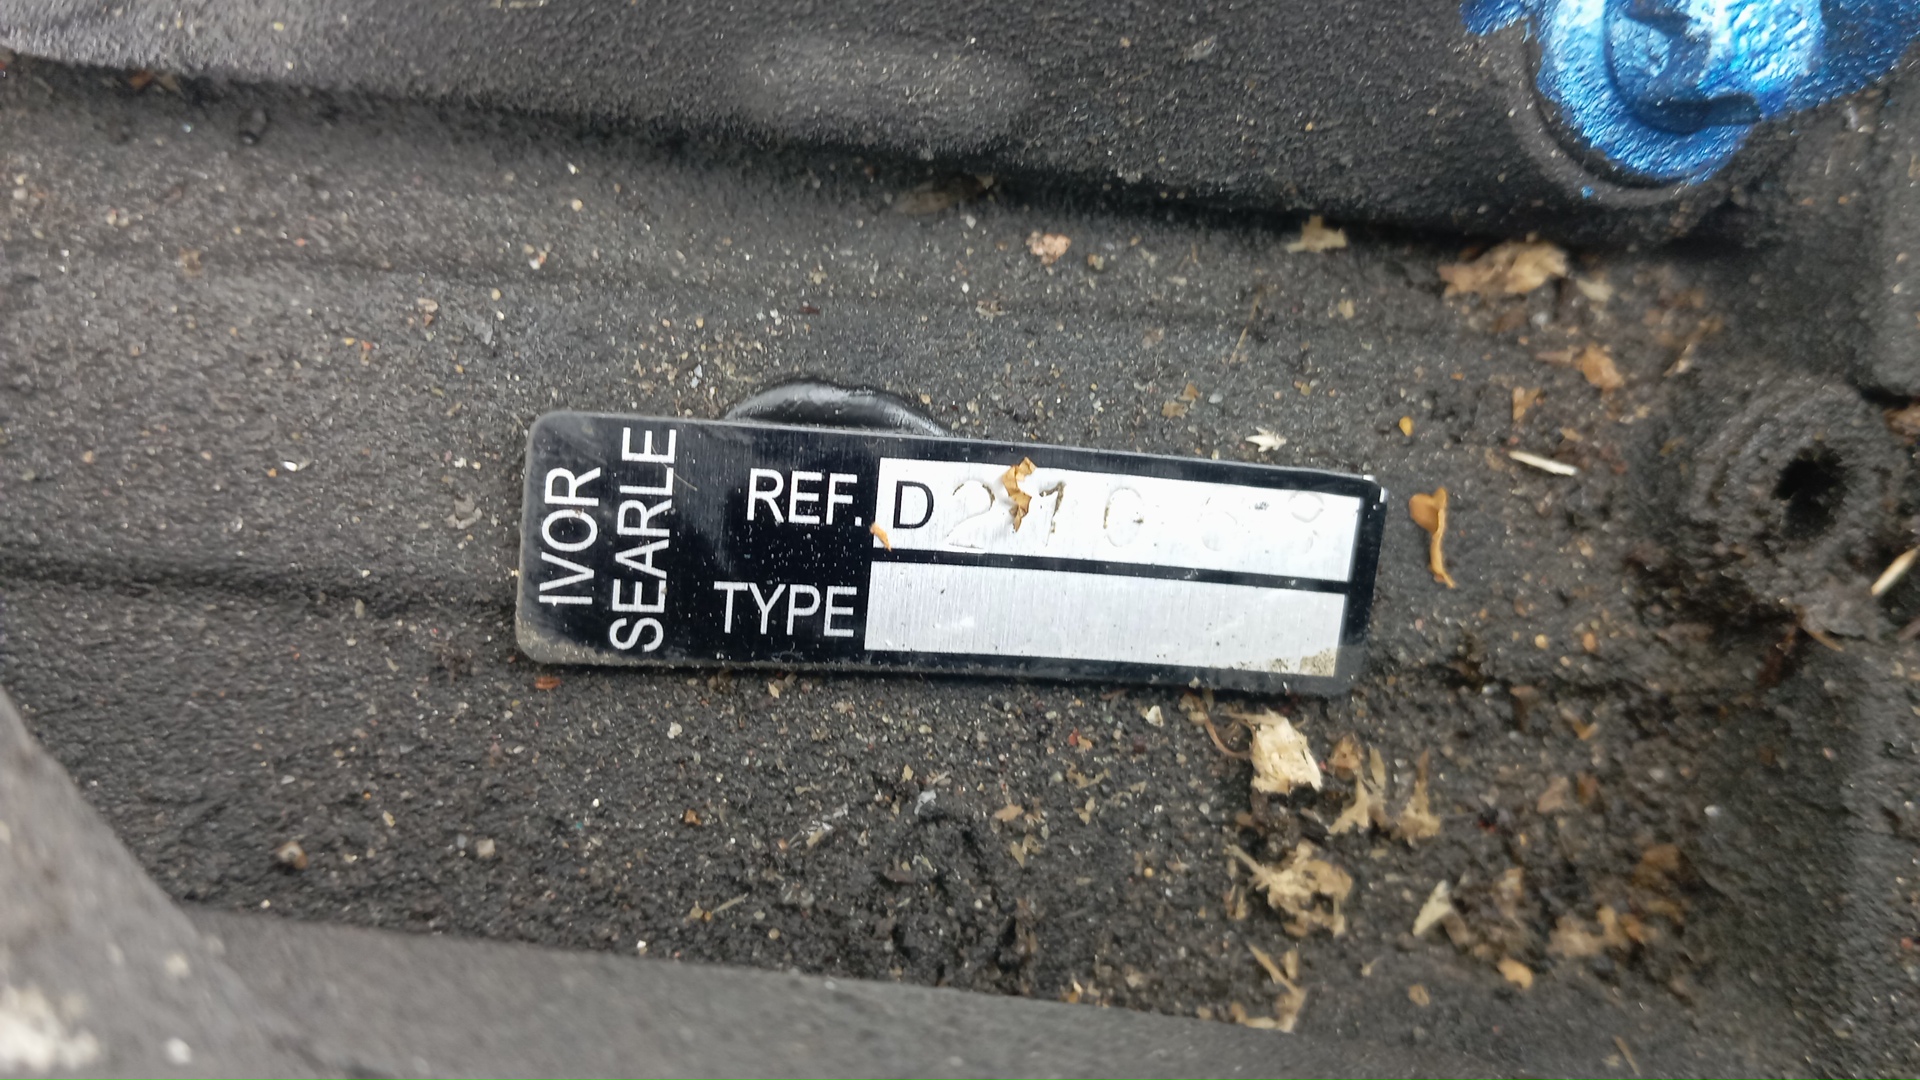 IVOR
SEARLE
REF. D
TYPE